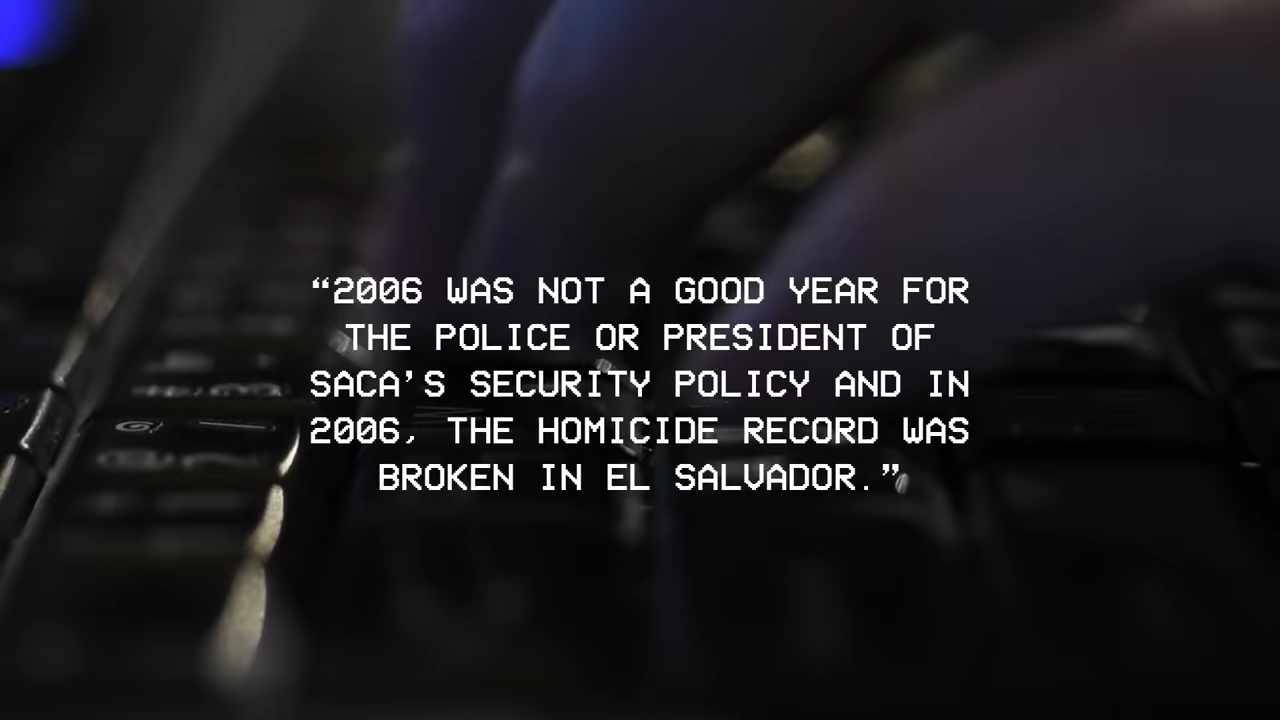 “2006 WAS NOT A GOOD YEAR FOR
THE POLICE OR PRESIDENT OF
SACA’S SECURITY POLICY AND IN
2006, THE HOMICIDE RECORD WAS
BROKEN IN EL SALVADOR.”